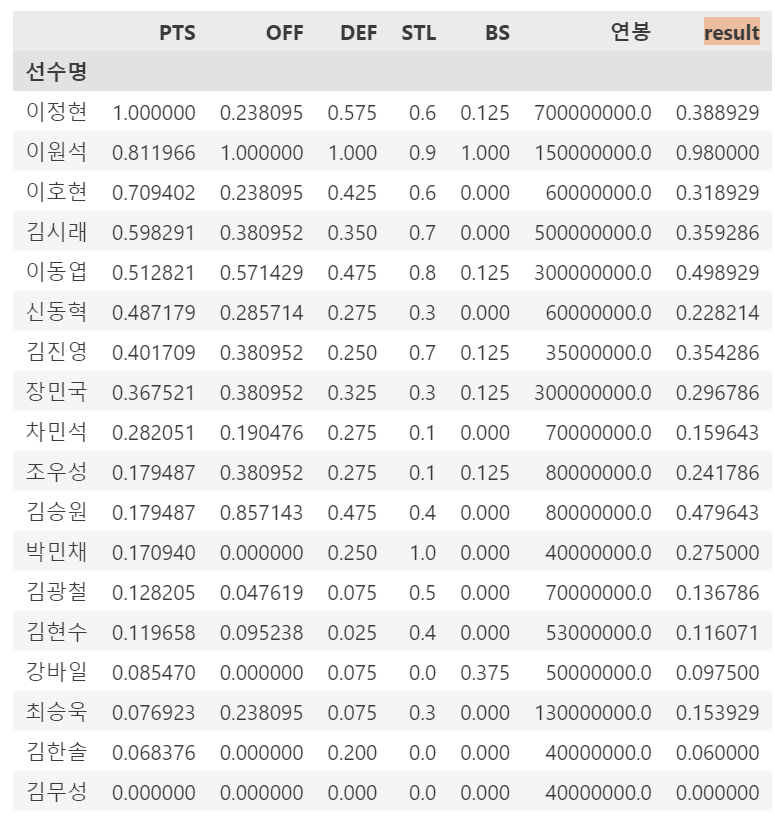 PTS OFF DEF STL BS 연봉 result
선수명
이정현 1.000000 0.238095 0.575 0.6 0.125 700000000.0 0.388929
이원석 0.811966 1.000000 1.000 0.9 1.000 150000000.0 0.980000
이호현 0.709402 0.238095 0.425 0.6 0.000 60000000.0 0.318929
김시래 0.598291 0.380952 0.350 0.7 0.000 500000000.0 0.359286
이동엽 0.512821 0.571429 0.475 0.8 0.125 300000000.0 0.498929
신동혁 0.487179 0.285714 0.275 0.3 0.000 60000000.0 0.228214
김진영 0.401709 0.380952 0.250 0.7 0.125 35000000.0 0.354286
장민국 0.367521 0.380952 0.325 0.3 0.125 300000000.0 0.296786
차민석 0.282051 0.190476 0.275 0.1 0.000 70000000.0 0.159643
조우성 0.179487 0.380952 0.275 0.1 0.125 80000000.0 0.241786
김승원 0.179487 0.857143 0.475 0.4 0.000 80000000.0 0.479643
박민채 0.170940 0.000000 0.250 1.0 0.000 40000000.0 0.275000
김광철 0.128205 0.047619 0.075 0.5 0.000 70000000.0 0.136786
김현수 0.119658 0.095238 0.025 0.4 0.000 53000000.0 0.116071
강바일 0.085470 0.000000 0.075 0.0 0.375 50000000.0 0.097500
최승욱 0.076923 0.238095 0.075 0.3 0.000 130000000.0 0.153929
김한솔 0.068376 0.000000 0.200 0.0 0.000 40000000.0 0.060000
김무성 0.000000 0.000000 0.000 0.0 0.000 40000000.0 0.000000